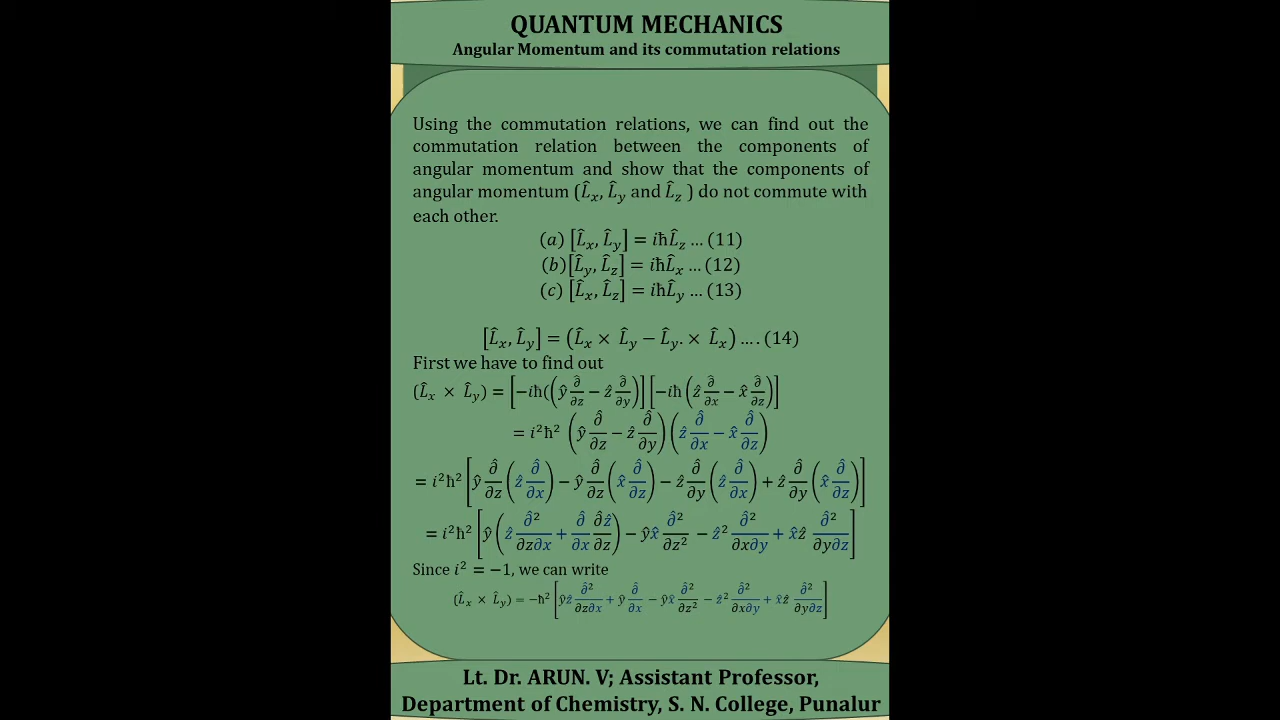 QUANTUM MECHANICS
Angular Momentum and its commutation relations
Using the commutation relations, we can find out the
commutation relation between the components of
angular momentum and show that the components of
angular momentum (L̂ₓ, L̂ᵧ and L̂_z ) do not commute with
each other.
(a) [L̂ₓ, L̂ᵧ] = iħL̂_z … (11)
(b)[L̂ᵧ, L̂_z] = iħL̂ₓ … (12)
(c) [L̂ₓ, L̂_z] = iħL̂ᵧ … (13)
[L̂ₓ, L̂ᵧ] = (L̂ₓ × L̂ᵧ − L̂ᵧ. × L̂ₓ) … . (14)
First we have to find out
(L̂ₓ × L̂ᵧ) = [−iħ((ŷ ∂̂/∂z − ẑ ∂̂/∂y)] [−iħ (ẑ ∂̂/∂x − x̂ ∂̂/∂z)]
= i²ħ² (ŷ ∂̂/∂z − ẑ ∂̂/∂y) (ẑ ∂̂/∂x − x̂ ∂̂/∂z)
= i²ħ² [ŷ ∂̂/∂z (ẑ ∂̂/∂x) − ŷ ∂̂/∂z (x̂ ∂̂/∂z) − ẑ ∂̂/∂y (ẑ ∂̂/∂x) + ẑ ∂̂/∂y (x̂ ∂̂/∂z)]
= i²ħ² [ŷ (ẑ ∂̂²/∂z∂x + ∂̂/∂x ∂̂ẑ/∂z) − ŷx̂ ∂̂²/∂z² − ẑ² ∂̂²/∂x∂y + x̂ẑ ∂̂²/∂y∂z]
Since i² = −1, we can write
(L̂ₓ × L̂ᵧ) = −ħ² [ŷẑ ∂̂²/∂z∂x + ŷ ∂̂/∂x − ŷx̂ ∂̂²/∂z² − ẑ² ∂̂²/∂x∂y + x̂ẑ ∂̂²/∂y∂z]
Lt. Dr. ARUN. V; Assistant Professor,
Department of Chemistry, S. N. College, Punalur